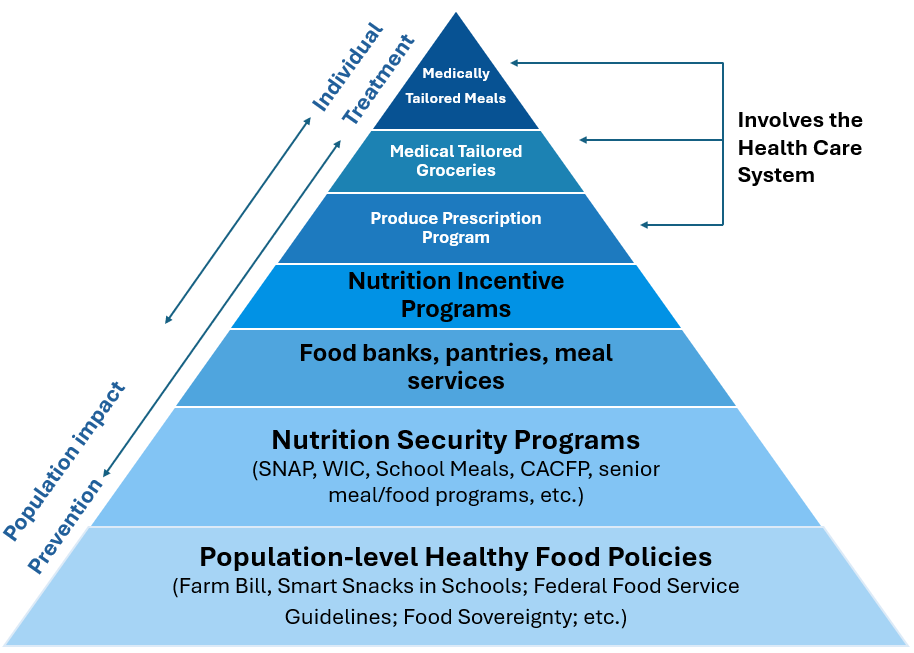 Individual
Treatment
Medically
Tailored Meals
Involves the
Health Care
System
Medical Tailored
Groceries
Produce Prescription
Program
Nutrition Incentive
Programs
Food banks, pantries, meal
services
Population impact
Prevention
Nutrition Security Programs
(SNAP, WIC, School Meals, CACFP, senior
meal/food programs, etc.)
Population-level Healthy Food Policies
(Farm Bill, Smart Snacks in Schools; Federal Food Service
Guidelines; Food Sovereignty; etc.)